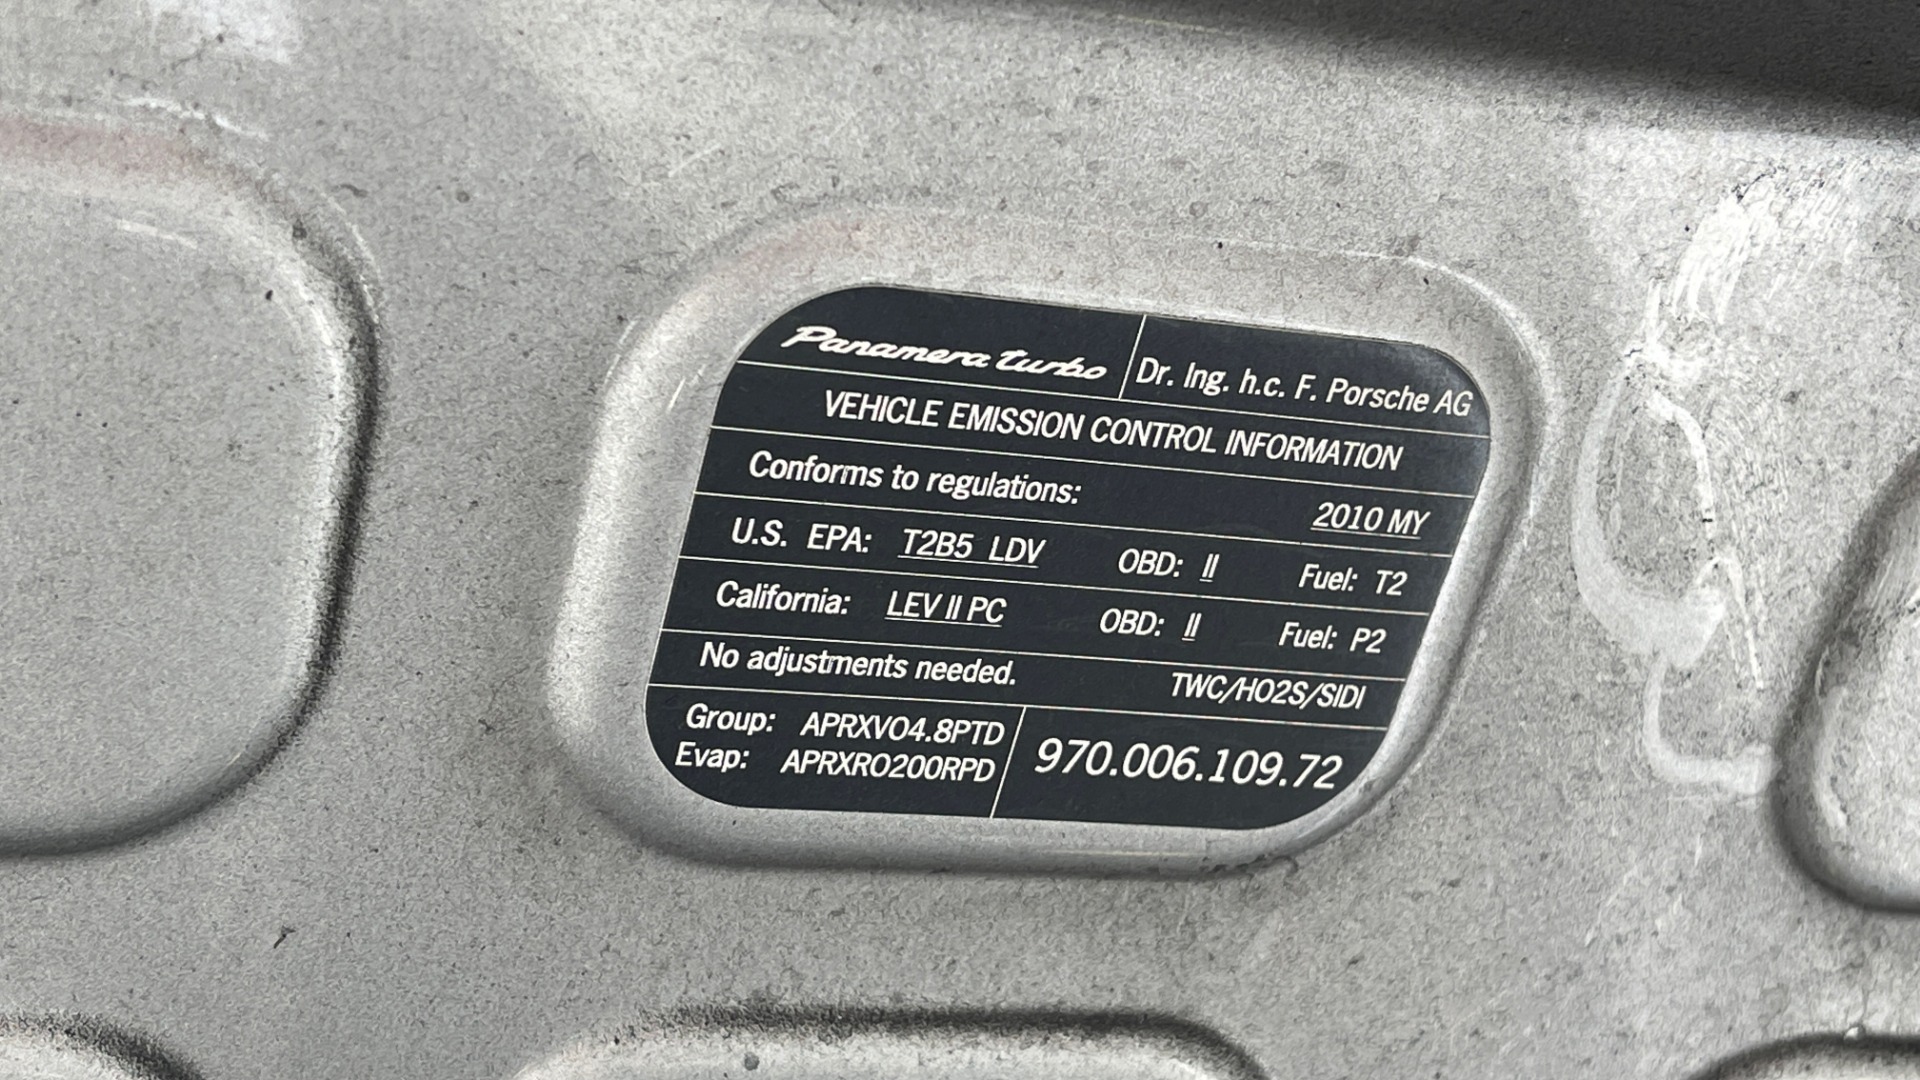 Panamera turbo Dr. Ing. h.c. F. Porsche AG
VEHICLE EMISSION CONTROL INFORMATION
Conforms to regulations: 2010 MY
U.S. EPA: T2B5 LDV OBD: II Fuel: T2
California: LEV II PC OBD: II Fuel: P2
No adjustments needed. TWC/HO2S/SIDI
Group: APRXV04.8PTD
Evap: APRXR0200RPD
970.006.109.72